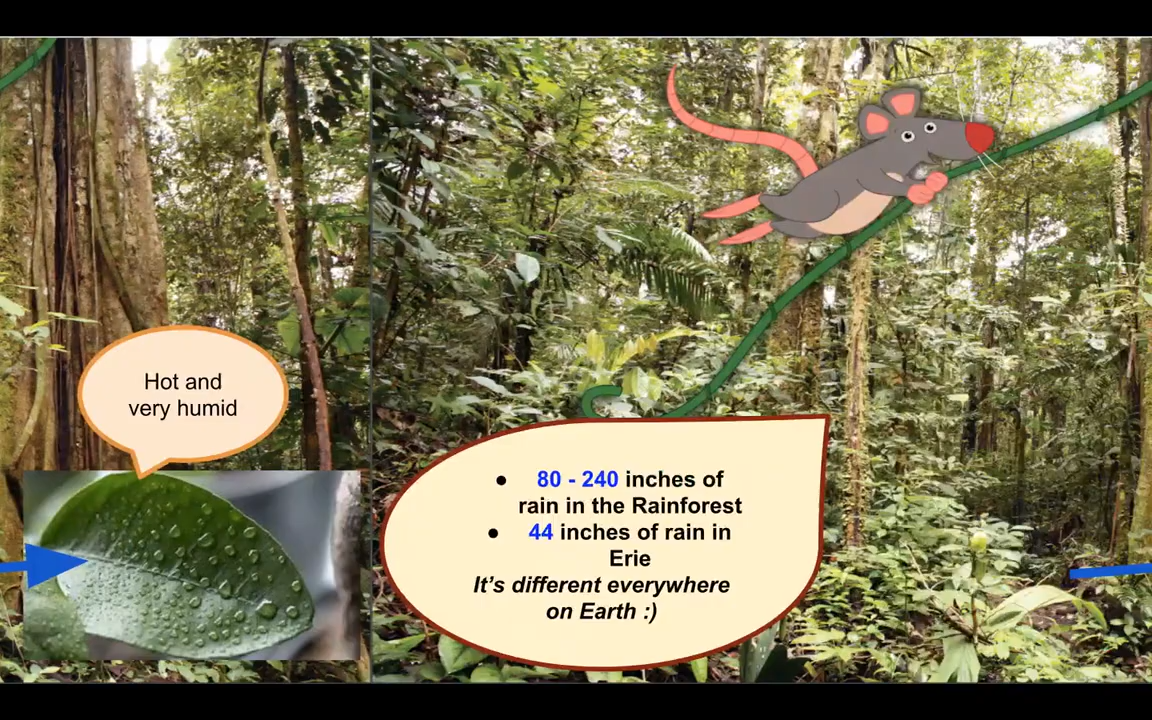 Hot and
very humid
● 80 - 240 inches of
rain in the Rainforest
● 44 inches of rain in
Erie
It's different everywhere
on Earth :)